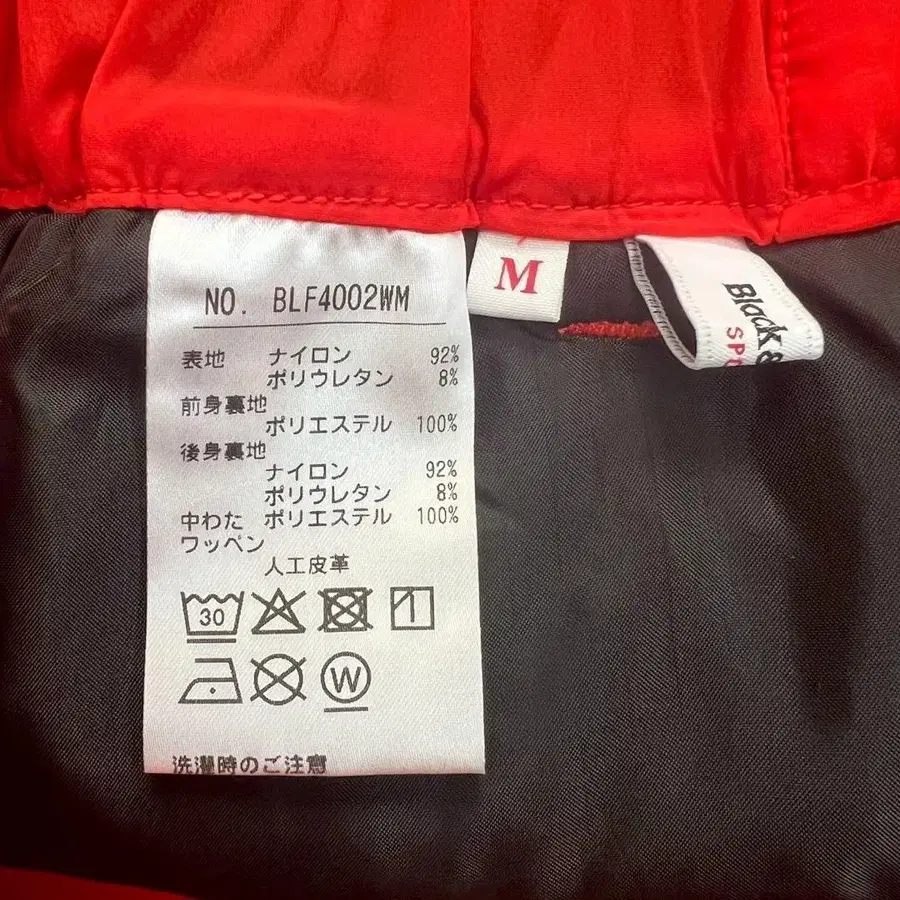 NO. BLF4002WM
表地 ナイロン 92%
ポリウレタン 8%
前身裏地
ポリエステル 100%
後身裏地
ナイロン 92%
ポリウレタン 8%
中わた ポリエステル 100%
ワッペン
人工皮革
30
1
W
洗濯時のご注意
M
Black &
SP